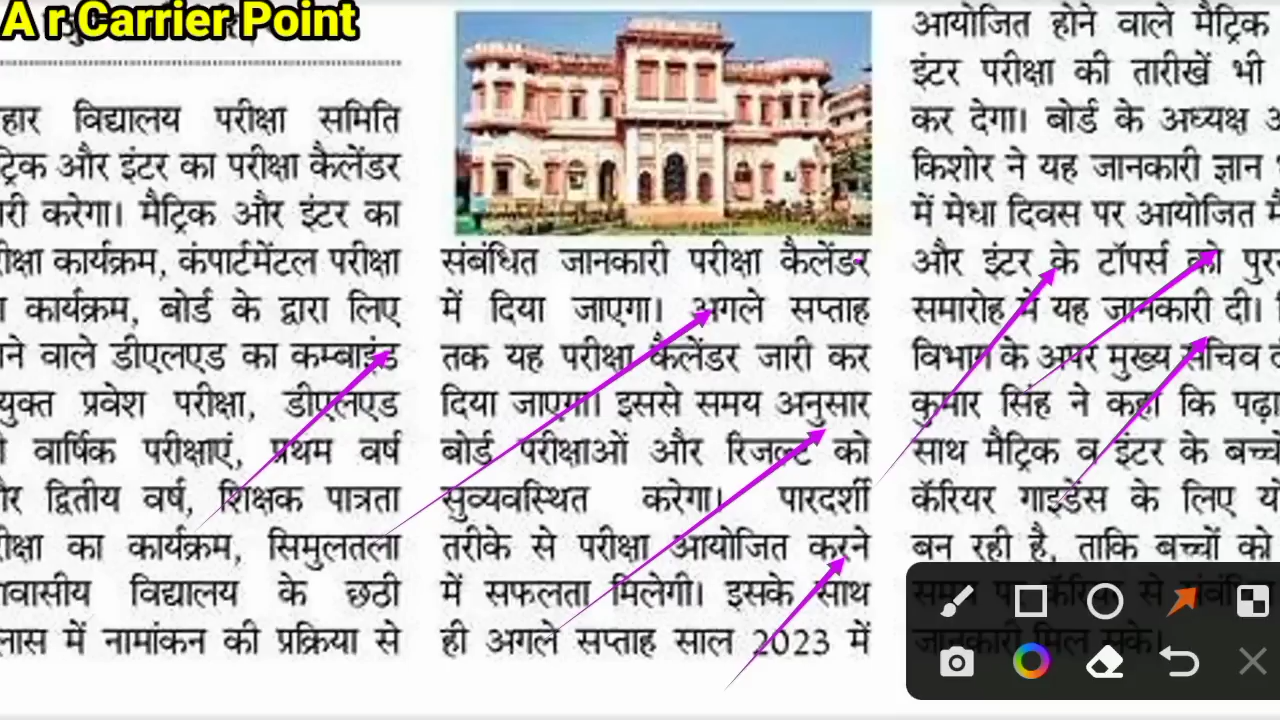 A r Carrier Point
हार विद्यालय परीक्षा समिति
ट्रिक और इंटर का परीक्षा कैलेंडर
री करेगा। मैट्रिक और इंटर का
ीक्षा कार्यक्रम, कंपार्टमेंटल परीक्षा
कार्यक्रम, बोर्ड के द्वारा लिए
ने वाले डीएलएड का कम्बाइंड
युक्त प्रवेश परीक्षा, डीएलएड
वार्षिक परीक्षाएं, प्रथम वर्ष
र द्वितीय वर्ष, शिक्षक पात्रता
ीक्षा का कार्यक्रम, सिमुलतला
वासीय विद्यालय के छठी
लास में नामांकन की प्रक्रिया से
संबंधित जानकारी परीक्षा कैलेंडर
में दिया जाएगा। अगले सप्ताह
तक यह परीक्षा कैलेंडर जारी कर
दिया जाएगा। इससे समय अनुसार
बोर्ड परीक्षाओं और रिजल्ट को
सुव्यवस्थित करेगा। पारदर्शी
तरीके से परीक्षा आयोजित करने
में सफलता मिलेगी। इसके साथ
ही अगले सप्ताह साल 2023 में
आयोजित होने वाले मैट्रिक
इंटर परीक्षा की तारीखें भी
कर देगा। बोर्ड के अध्यक्ष
किशोर ने यह जानकारी ज्ञान
में मेधा दिवस पर आयोजित
और इंटर के टॉपर्स को पुर
समारोह में यह जानकारी दी।
विभाग के अपर मुख्य सचिव
कुमार सिंह ने कहा कि पढ़ा
साथ मैट्रिक व इंटर के बच्च
कॅरियर गाइडेंस के लिए यो
बन रही है, ताकि बच्चों को
समय पर कॅरियर से संबंधि
जानकारी मिल सके।